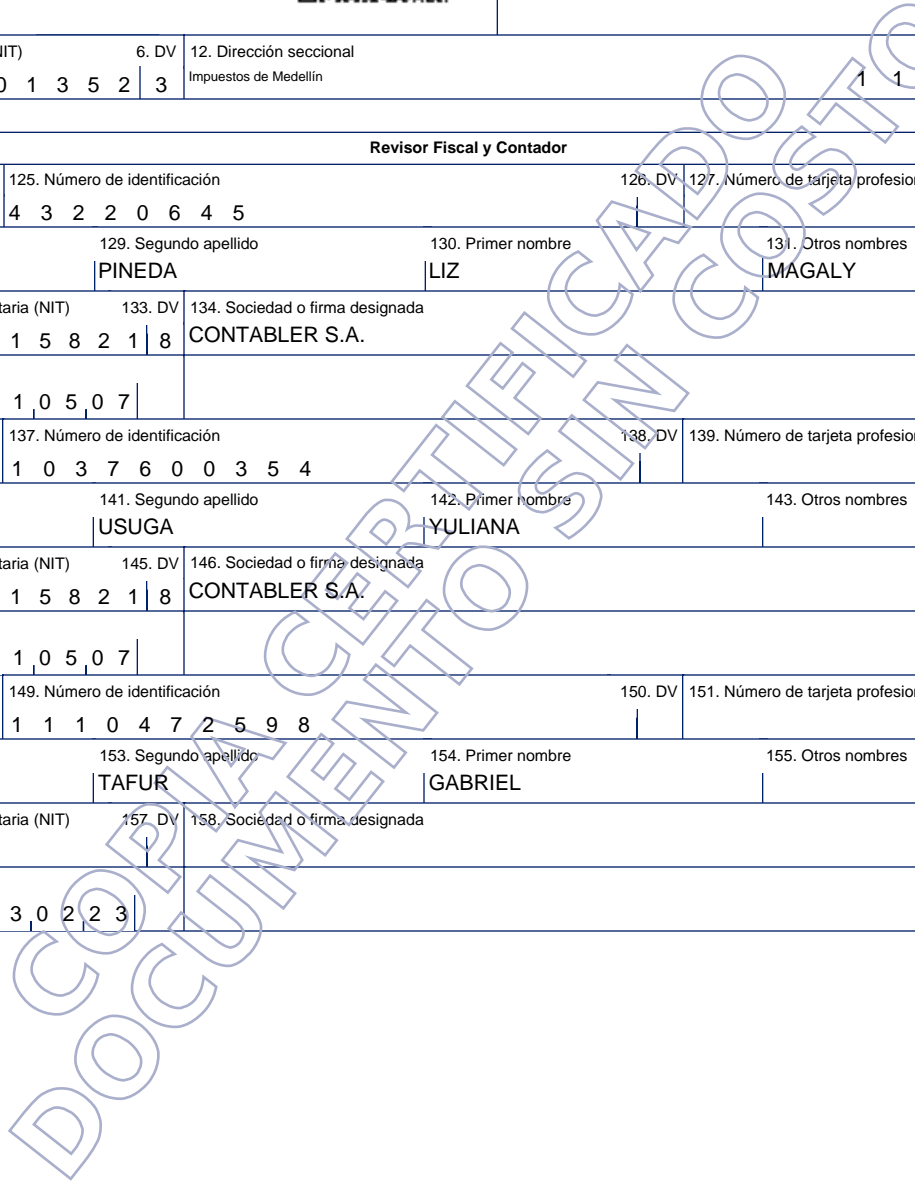 6. DV 12. Dirección seccional
1 3 5 2 3 Impuestos de Medellín 1 1
Revisor Fiscal y Contador
125. Número de identificación 126. DV 127. Número de tarjeta
4 3 2 2 0 6 4 5
129. Segundo apellido 130. Primer nombre 131. Otros nombres
PINEDA LIZ MAGALY
(NIT) 133. DV 134. Sociedad o firma designada
1 5 8 2 1 8 CONTABLER S.A.
1 0 5 0 7
137. Número de identificación 138. DV 139. Número de tarjeta
1 0 3 7 6 0 0 3 5 4
141. Segundo apellido 142. Primer nombre 143. Otros nombres
USUGA YULIANA
(NIT) 145. DV 146. Sociedad o firma designada
1 5 8 2 1 8 CONTABLER S.A.
1 0 5 0 7
149. Número de identificación 150. DV 151. Número de tarjeta
1 1 1 0 4 7 2 5 9 8
153. Segundo apellido 154. Primer nombre 155. Otros nombres
TAFUR GABRIEL
(NIT) 157. DV 158. Sociedad o firma designada
3 0 2 2 3
COPIA CERTIFICADO
DOCUMENTO SIN COSTO